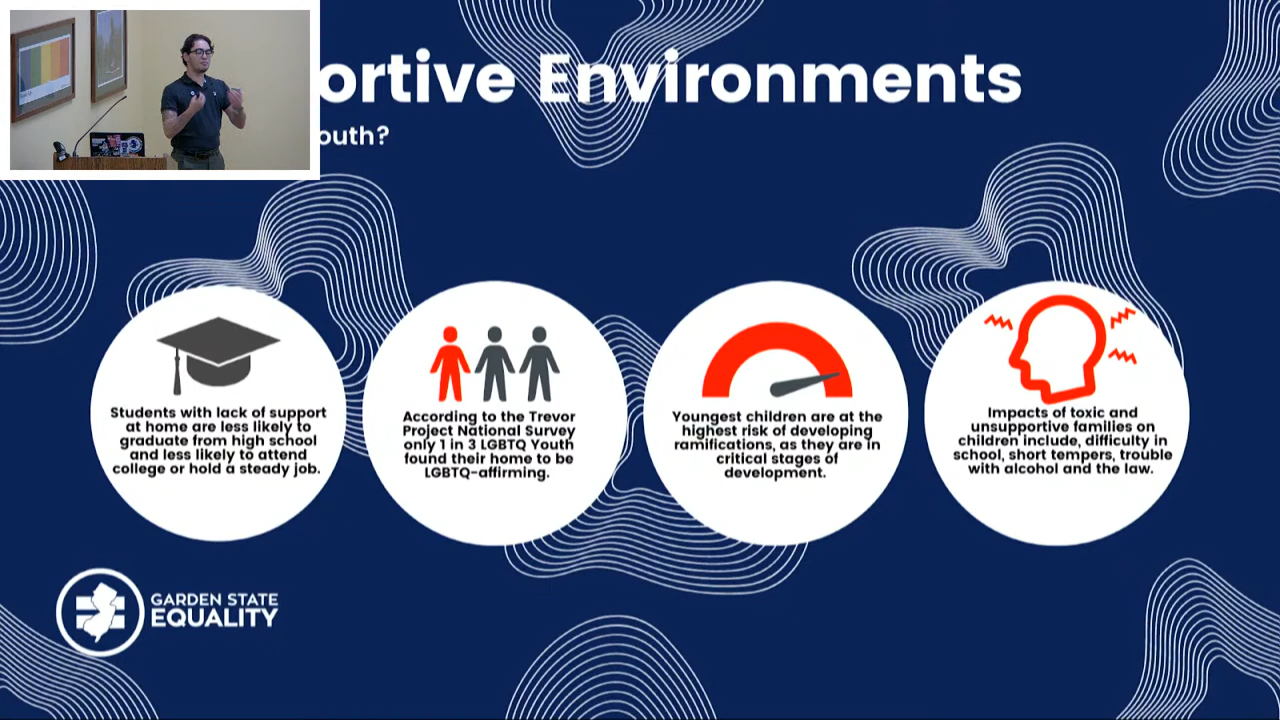 ortive Environments
outh?
Students with lack of support
at home are less likely to
graduate from high school
and less likely to attend
college or hold a steady job.
According to the Trevor
Project National Survey
only 1 in 3 LGBTQ Youth
found their home to be
LGBTQ-affirming.
Youngest children are at the
highest risk of developing
ramifications, as they are in
critical stages of
development.
Impacts of toxic and
unsupportive families on
children include, difficulty in
school, short tempers, trouble
with alcohol and the law.
GARDEN STATE
EQUALITY